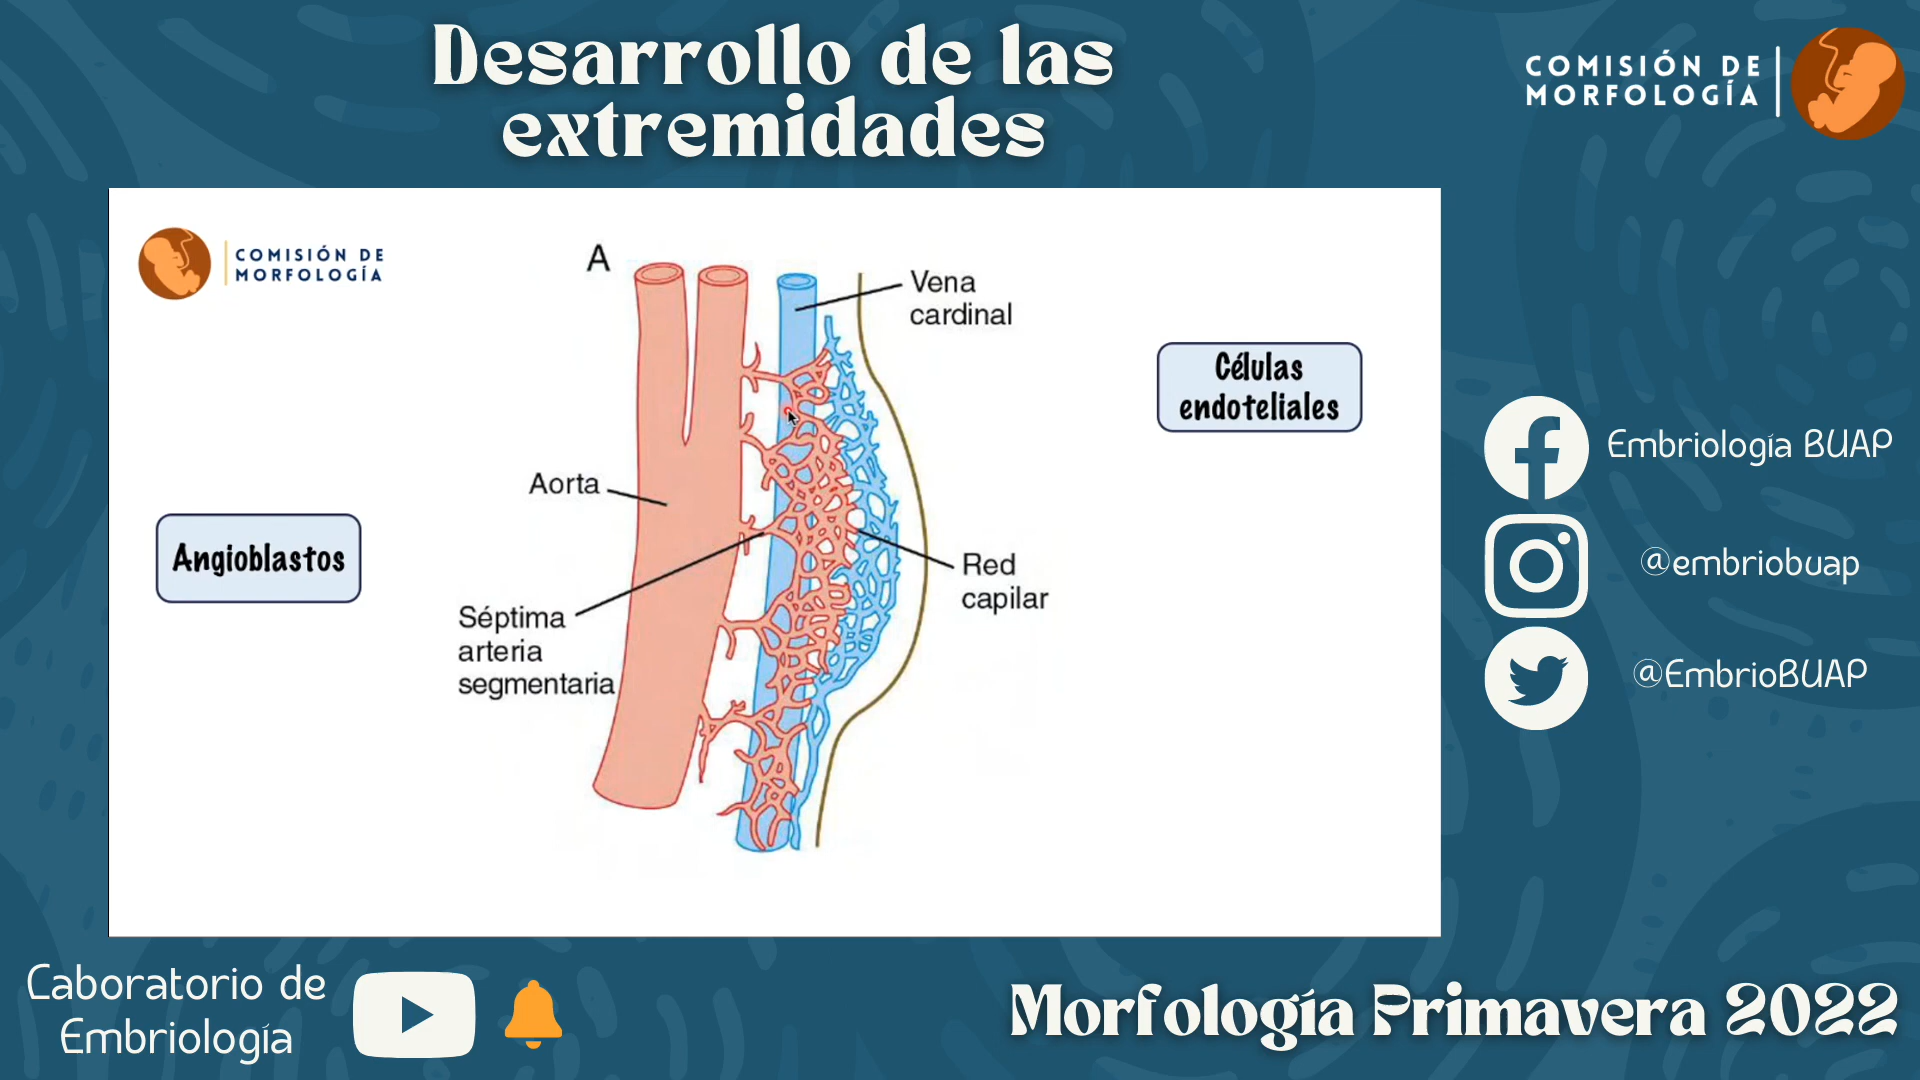 Desarrollo de las
extremidades
COMISIÓN DE
MORFOLOGÍA
COMISIÓN DE
MORFOLOGÍA
A
Vena
cardinal
Células
endoteliales
Aorta
Angioblastos
Red
capilar
Séptima
arteria
segmentaria
Embriología BUAP
@embriobuap
@EmbrioBUAP
Laboratorio de
Embriología
Morfología Primavera 2022